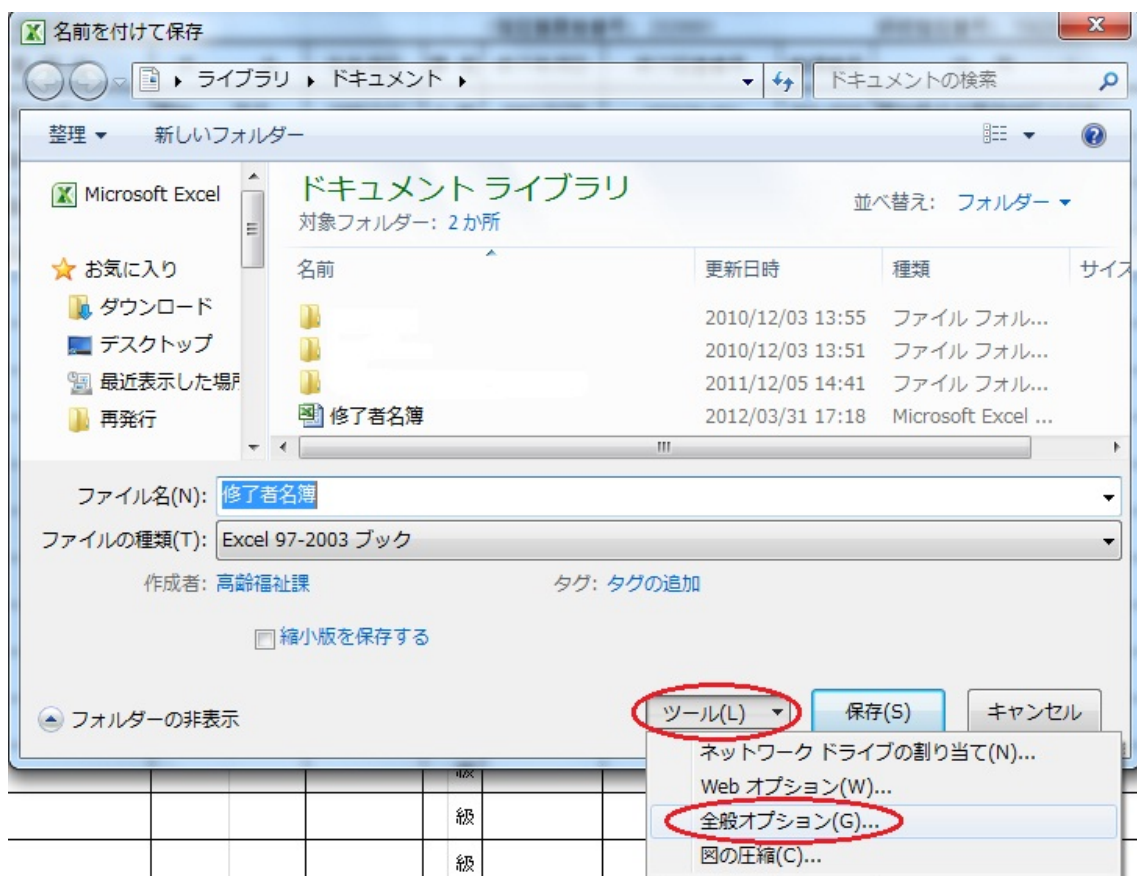 名前を付けて保存
ライブラリ ドキュメント
ドキュメントの検索
整理 新しいフォルダー
Microsoft Excel
お気に入り
ダウンロード
デスクトップ
最近表示した場所
再発行
ドキュメント ライブラリ
対象フォルダー: 2 か所
並べ替え: フォルダー
名前 更新日時 種類 サイズ
2010/12/03 13:55 ファイル フォル...
2010/12/03 13:51 ファイル フォル...
2011/12/05 14:41 ファイル フォル...
修了者名簿 2012/03/31 17:18 Microsoft Excel ...
ファイル名(N): 修了者名簿
ファイルの種類(T): Excel 97-2003 ブック
作成者: 高齢福祉課 タグ: タグの追加
縮小版を保存する
フォルダーの非表示
ツール(L) 保存(S) キャンセル
ネットワーク ドライブの割り当て(N)...
Web オプション(W)...
全般オプション(G)...
図の圧縮(C)...
級
級
級